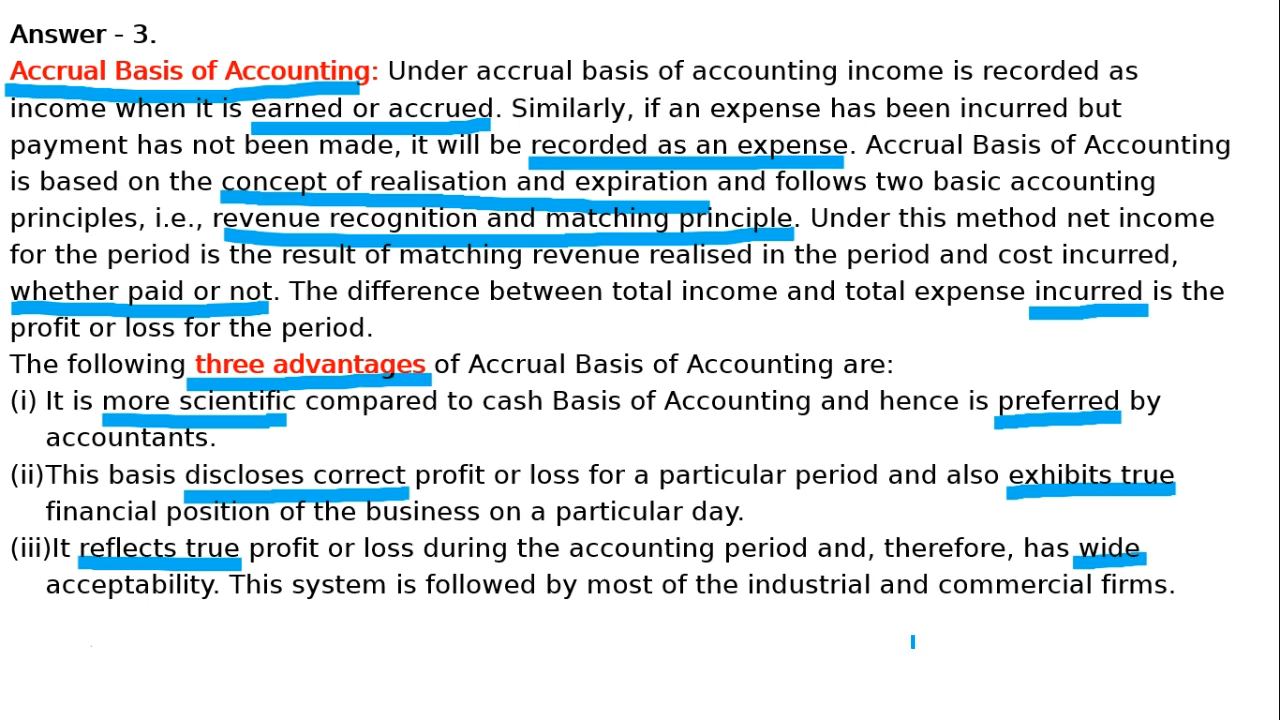 Answer - 3.
Accrual Basis of Accounting: Under accrual basis of accounting income is recorded as
income when it is earned or accrued. Similarly, if an expense has been incurred but
payment has not been made, it will be recorded as an expense. Accrual Basis of Accounting
is based on the concept of realisation and expiration and follows two basic accounting
principles, i.e., revenue recognition and matching principle. Under this method net income
for the period is the result of matching revenue realised in the period and cost incurred,
whether paid or not. The difference between total income and total expense incurred is the
profit or loss for the period.
The following three advantages of Accrual Basis of Accounting are:
(i) It is more scientific compared to cash Basis of Accounting and hence is preferred by
accountants.
(ii)This basis discloses correct profit or loss for a particular period and also exhibits true
financial position of the business on a particular day.
(iii)It reflects true profit or loss during the accounting period and, therefore, has wide
acceptability. This system is followed by most of the industrial and commercial firms.